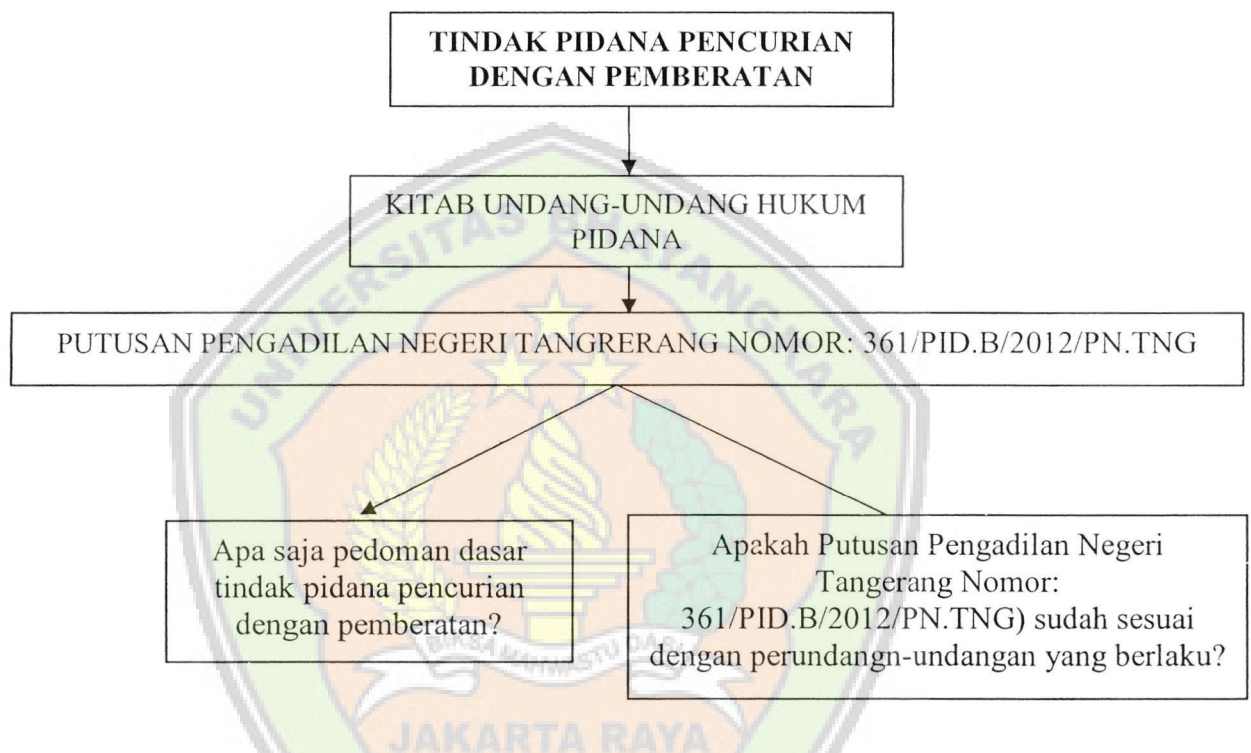 TINDAK PIDANA PENCURIAN
DENGAN PEMBERATAN
KITAB UNDANG-UNDANG HUKUM
PIDANA
PUTUSAN PENGADILAN NEGERI TANGRERANG NOMOR: 361/PID.B/2012/PN.TNG
Apa saja pedoman dasar
tindak pidana pencurian
dengan pemberatan?
Apakah Putusan Pengadilan Negeri
Tangerang Nomor:
361/PID.B/2012/PN.TNG) sudah sesuai
dengan perundangn-undangan yang berlaku?
UNIVERSITAS BHAYANGKARA
JAKARTA RAYA